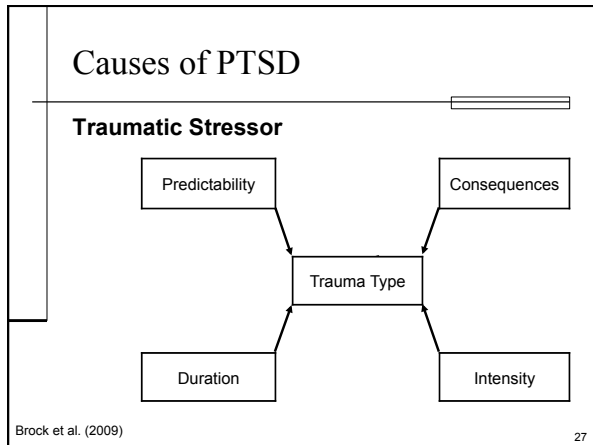 Causes of PTSD
Traumatic Stressor
Predictability
Consequences
Trauma Type
Duration
Intensity
Brock et al. (2009)
27